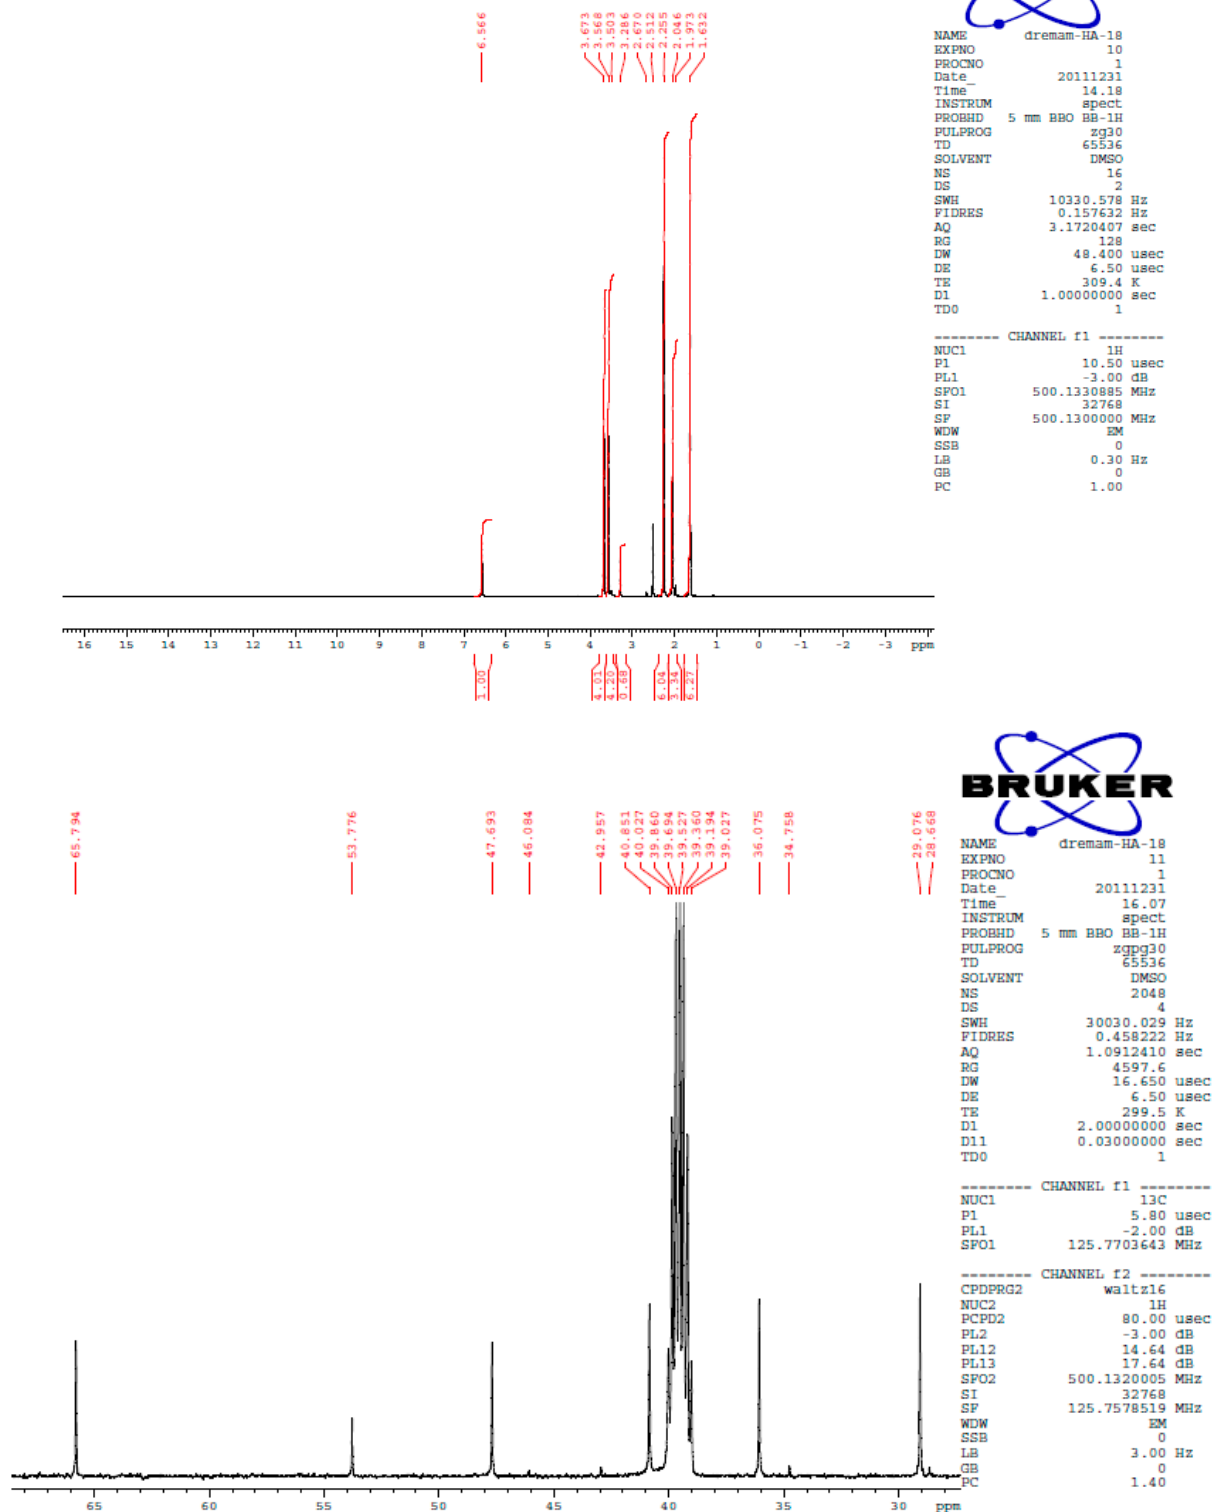 6.566
3.673
3.568
3.503
3.286
2.670
2.512
2.255
2.046
1.973
1.632
NAME dremam-HA-18
EXPNO 10
PROCNO 1
Date_ 20111231
Time 14.18
INSTRUM spect
PROBHD 5 mm BBO BB-1H
PULPROG zg30
TD 65536
SOLVENT DMSO
NS 16
DS 2
SWH 10330.578 Hz
FIDRES 0.157632 Hz
AQ 3.1720407 sec
RG 128
DW 48.400 usec
DE 6.50 usec
TE 309.4 K
D1 1.00000000 sec
TD0 1
======== CHANNEL f1 ========
NUC1 1H
P1 10.50 usec
PL1 -3.00 dB
SFO1 500.1330885 MHz
SI 32768
SF 500.1300000 MHz
WDW EM
SSB 0
LB 0.30 Hz
GB 0
PC 1.00
16 15 14 13 12 11 10 9 8 7 6 5 4 3 2 1 0 -1 -2 -3 ppm
1.00
4.01
4.20
0.68
6.04
3.34
6.27
BRUKER
65.794
53.776
47.693
46.084
42.957
40.851
40.027
39.860
39.694
39.527
39.360
39.194
39.027
36.075
34.758
29.076
28.668
NAME dremam-HA-18
EXPNO 11
PROCNO 1
Date_ 20111231
Time 16.07
INSTRUM spect
PROBHD 5 mm BBO BB-1H
PULPROG zgpg30
TD 65536
SOLVENT DMSO
NS 2048
DS 4
SWH 30030.029 Hz
FIDRES 0.458222 Hz
AQ 1.0912410 sec
RG 4597.6
DW 16.650 usec
DE 6.50 usec
TE 299.5 K
D1 2.00000000 sec
D11 0.03000000 sec
TD0 1
======== CHANNEL f1 ========
NUC1 13C
P1 5.80 usec
PL1 -2.00 dB
SFO1 125.7703643 MHz
======== CHANNEL f2 ========
CPDPRG2 waltz16
NUC2 1H
PCPD2 80.00 usec
PL2 -3.00 dB
PL12 14.64 dB
PL13 17.64 dB
SFO2 500.1320005 MHz
SI 32768
SF 125.7578519 MHz
WDW EM
SSB 0
LB 3.00 Hz
GB 0
PC 1.40
65 60 55 50 45 40 35 30 ppm